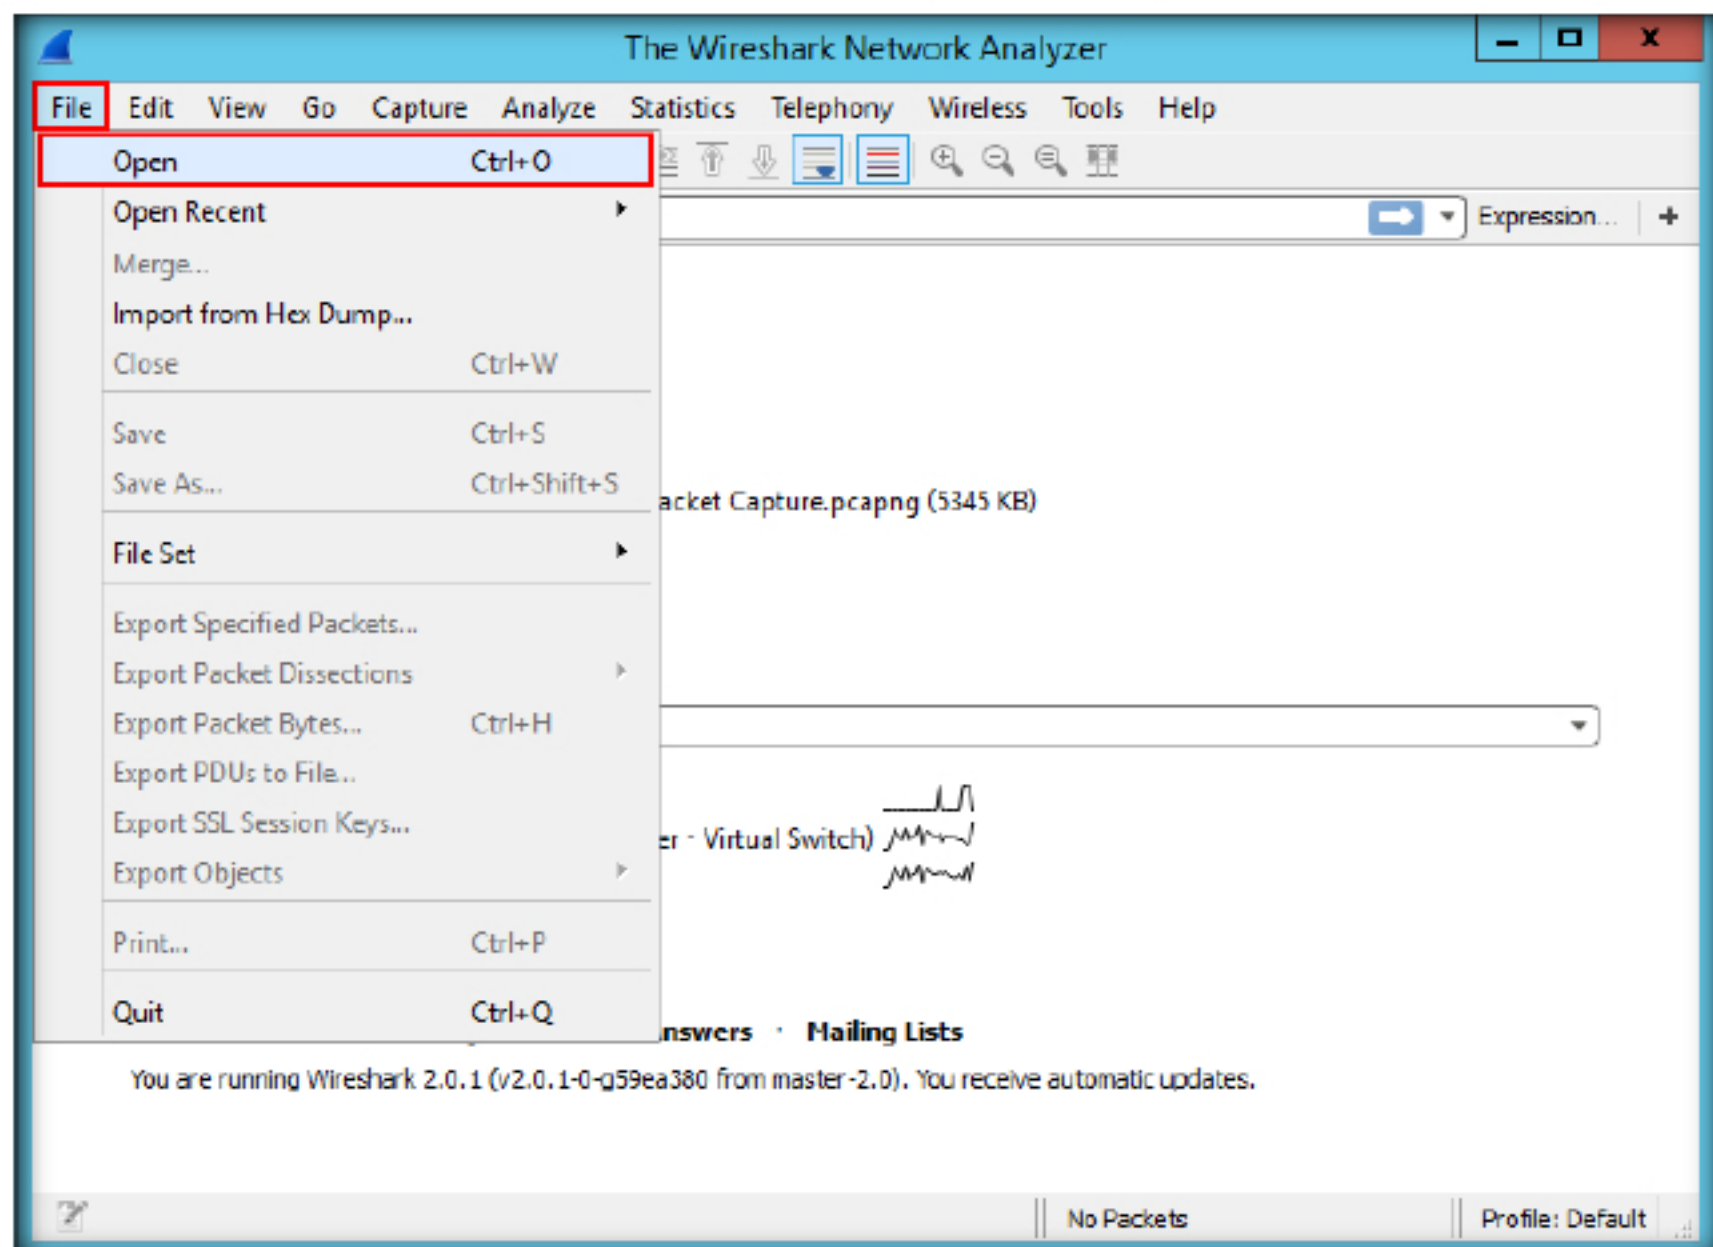 The Wireshark Network Analyzer
File Edit View Go Capture Analyze Statistics Telephony Wireless Tools Help
Open Ctrl+O
Open Recent
Expression... +
Merge...
Import from Hex Dump...
Close Ctrl+W
Save Ctrl+S
Save As... Ctrl+Shift+S
acket Capture.pcapng (5345 KB)
File Set
Export Specified Packets...
Export Packet Dissections
Export Packet Bytes... Ctrl+H
Export PDUs to File...
Export SSL Session Keys...
er - Virtual Switch)
Export Objects
Print... Ctrl+P
Quit Ctrl+Q
nswers · Mailing Lists
You are running Wireshark 2.0.1 (v2.0.1-0-g59ea380 from master-2.0). You receive automatic updates.
No Packets Profile: Default